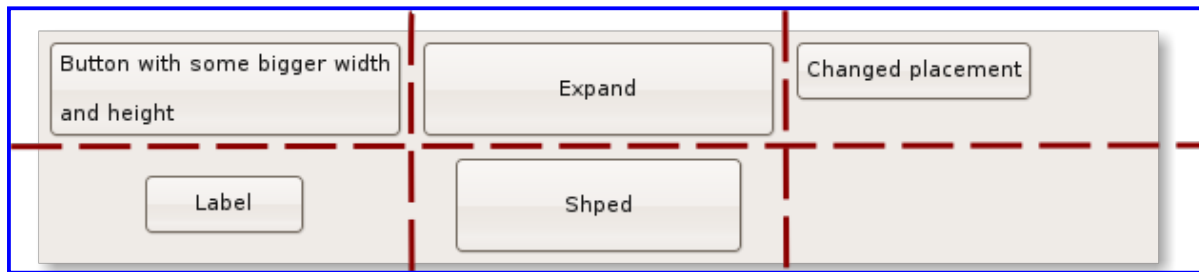 Button with some bigger width
and height
Expand
Changed placement
Label
Shped